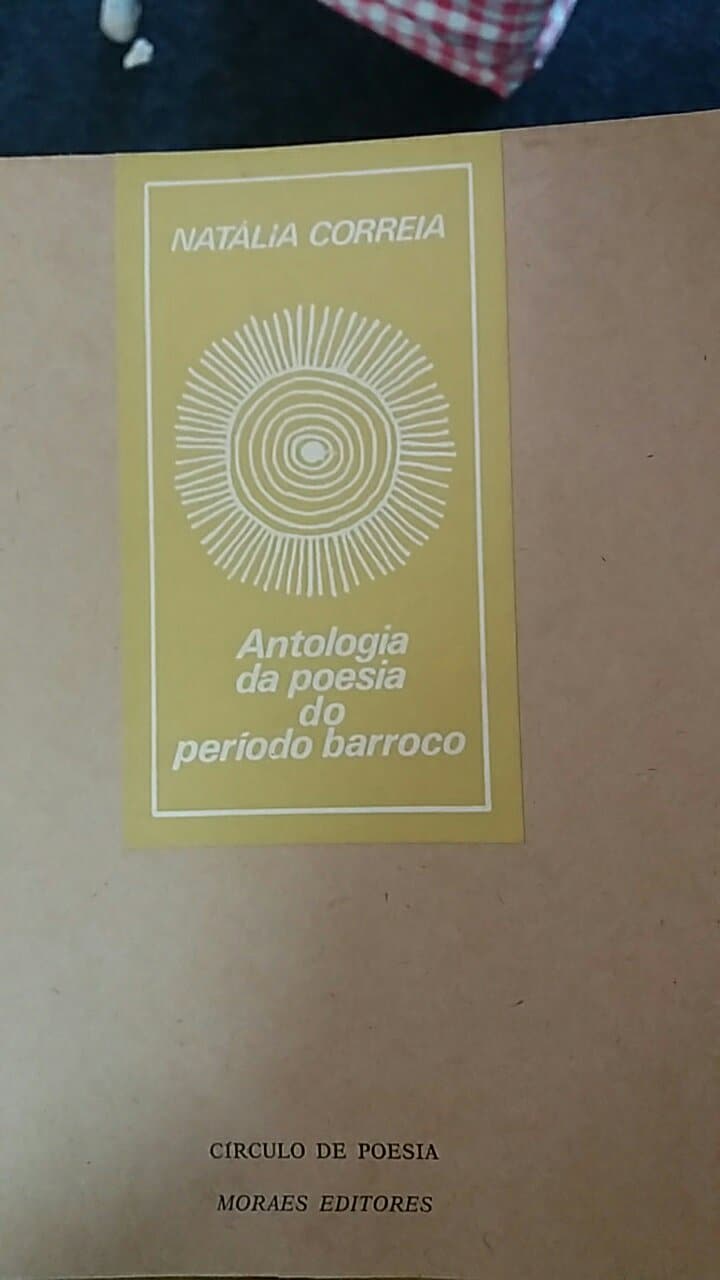 NATÁLiA CORREIA
Antologia
da poesia
do
período barroco
CÍRCULO DE POESIA
MORAES EDITORES